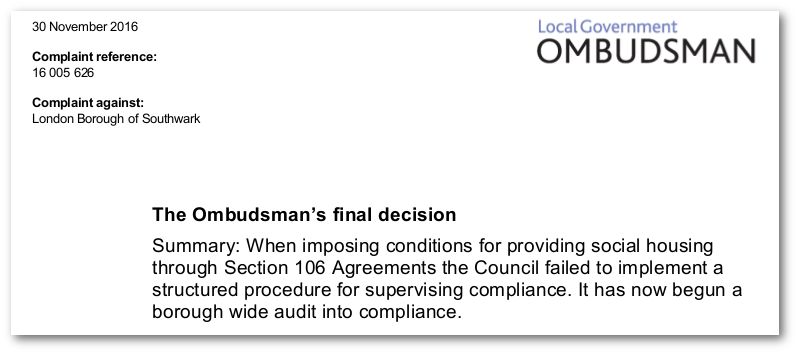 30 November 2016
Local Government
OMBUDSMAN
Complaint reference:
16 005 626
Complaint against:
London Borough of Southwark
The Ombudsman's final decision
Summary: When imposing conditions for providing social housing
through Section 106 Agreements the Council failed to implement a
structured procedure for supervising compliance. It has now begun a
borough wide audit into compliance.